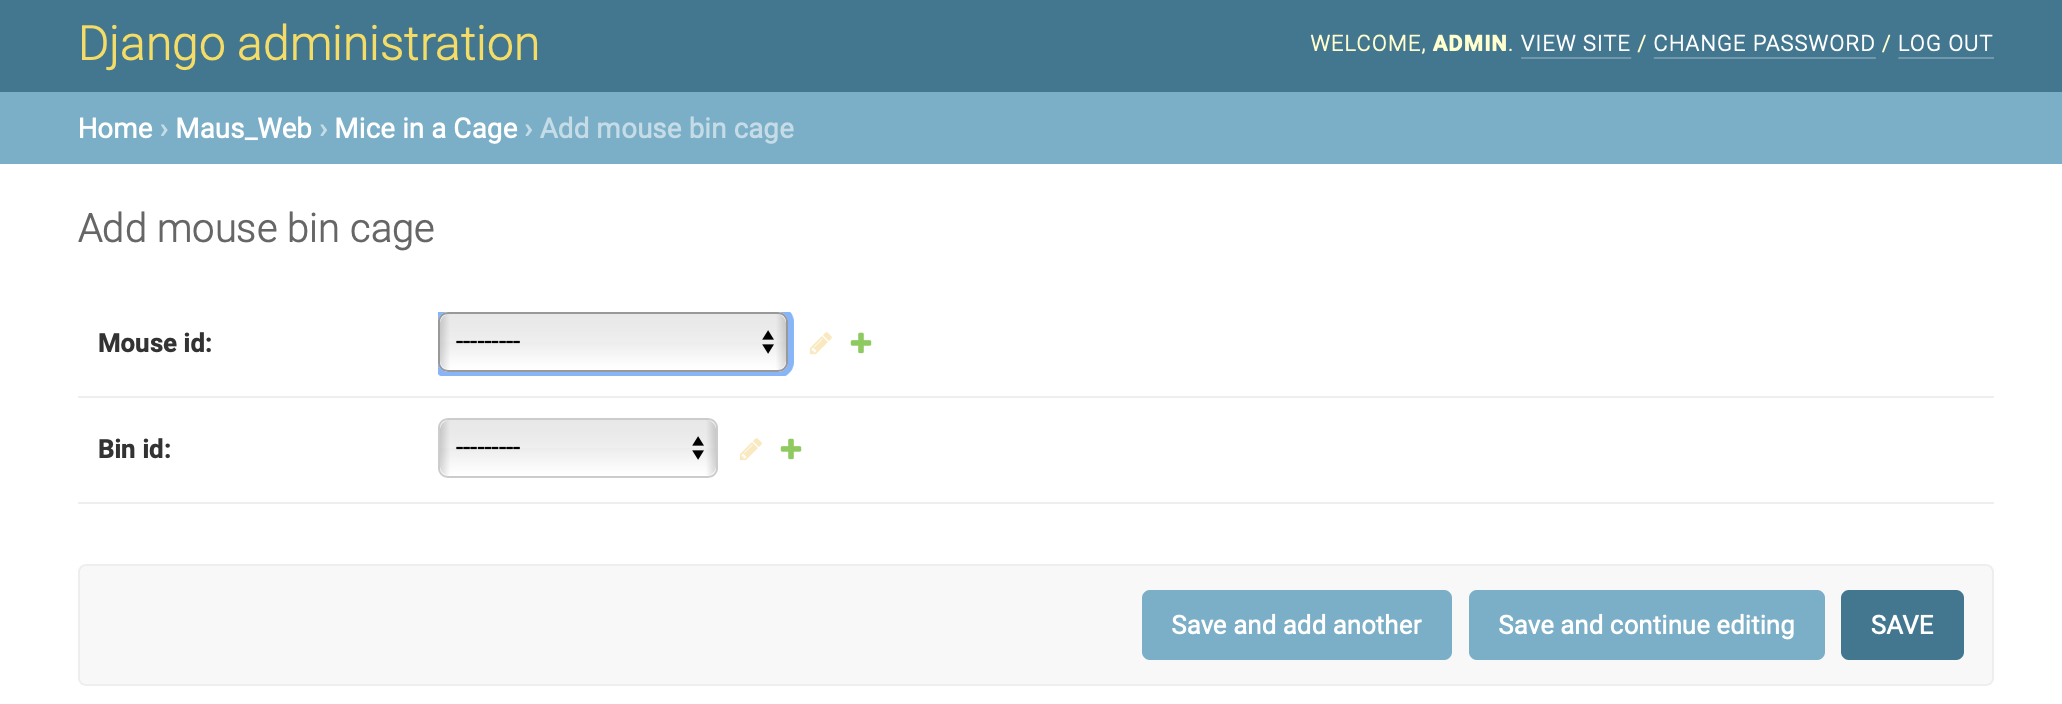 Django administration
WELCOME, ADMIN. VIEW SITE / CHANGE PASSWORD / LOG OUT
Home › Maus_Web › Mice in a Cage › Add mouse bin cage
Add mouse bin cage
Mouse id:
---------
Bin id:
---------
Save and add another
Save and continue editing
SAVE